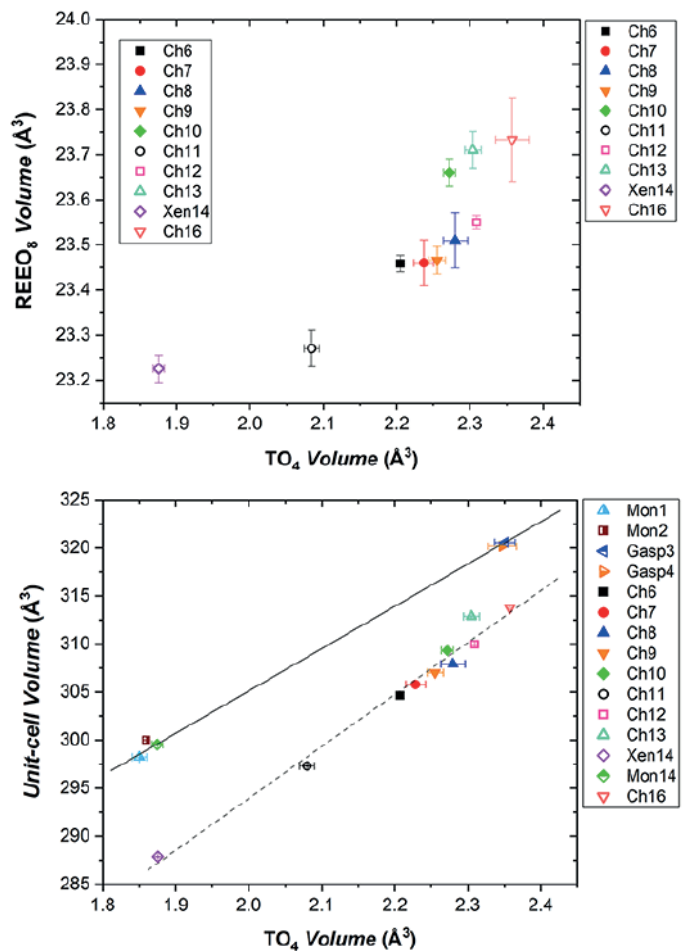 24.0
23.9
23.8
23.7
23.6
23.5
23.4
23.3
23.2
REEO₈ Volume (Å³)
Ch6
Ch7
Ch8
Ch9
Ch10
Ch11
Ch12
Ch13
Xen14
Ch16
Ch6
Ch7
Ch8
Ch9
Ch10
Ch11
Ch12
Ch13
Xen14
Ch16
1.8 1.9 2.0 2.1 2.2 2.3 2.4
TO₄ Volume (Å³)
325
320
315
310
305
300
295
290
285
Unit-cell Volume (Å³)
Mon1
Mon2
Gasp3
Gasp4
Ch6
Ch7
Ch8
Ch9
Ch10
Ch11
Ch12
Ch13
Xen14
Mon14
Ch16
1.8 1.9 2.0 2.1 2.2 2.3 2.4
TO₄ Volume (Å³)